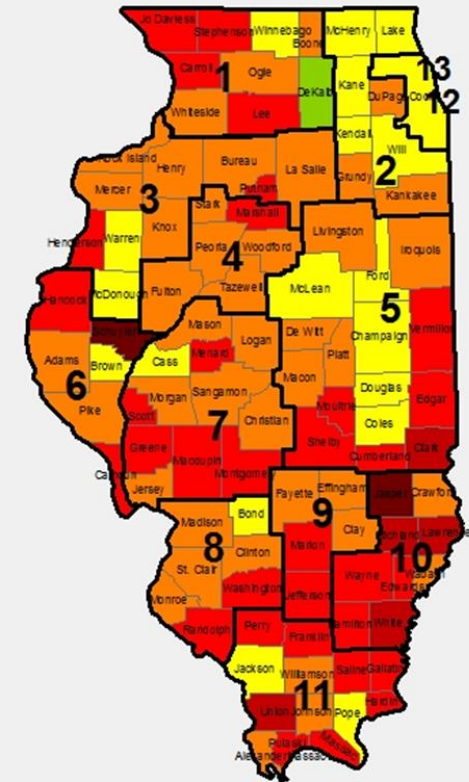 Jo Daviess
Stephenson
Winnebago
Boone
McHenry
Lake
Carroll
1
Ogle
DeKalb
Kane
DuPage
Cook
13
12
Whiteside
Lee
Kendall
Will
2
Grundy
Kankakee
Rock Island
Henry
Bureau
La Salle
Putnam
Mercer
3
Knox
Stark
Marshall
Henderson
Warren
Peoria
Woodford
4
Livingston
Iroquois
Ford
Fulton
Tazewell
McLean
Hancock
McDonough
5
Vermilion
Schuyler
Mason
Logan
De Witt
Champaign
Adams
Brown
Cass
Menard
Piatt
6
Macon
Douglas
Pike
Morgan
Sangamon
Moultrie
Edgar
Scott
7
Christian
Coles
Shelby
Greene
Macoupin
Montgomery
Cumberland
Clark
Calhoun
Jersey
Fayette
Effingham
Jasper
Crawford
Madison
Bond
9
8
Clay
Richland
Lawrence
Clinton
Marion
10
St. Clair
Wayne
Edwards
Wabash
Washington
Jefferson
Monroe
Hamilton
White
Randolph
Perry
Franklin
Jackson
Williamson
Saline
Gallatin
11
Hardin
Union
Johnson
Pope
Pulaski
Massac
Alexander
Massac